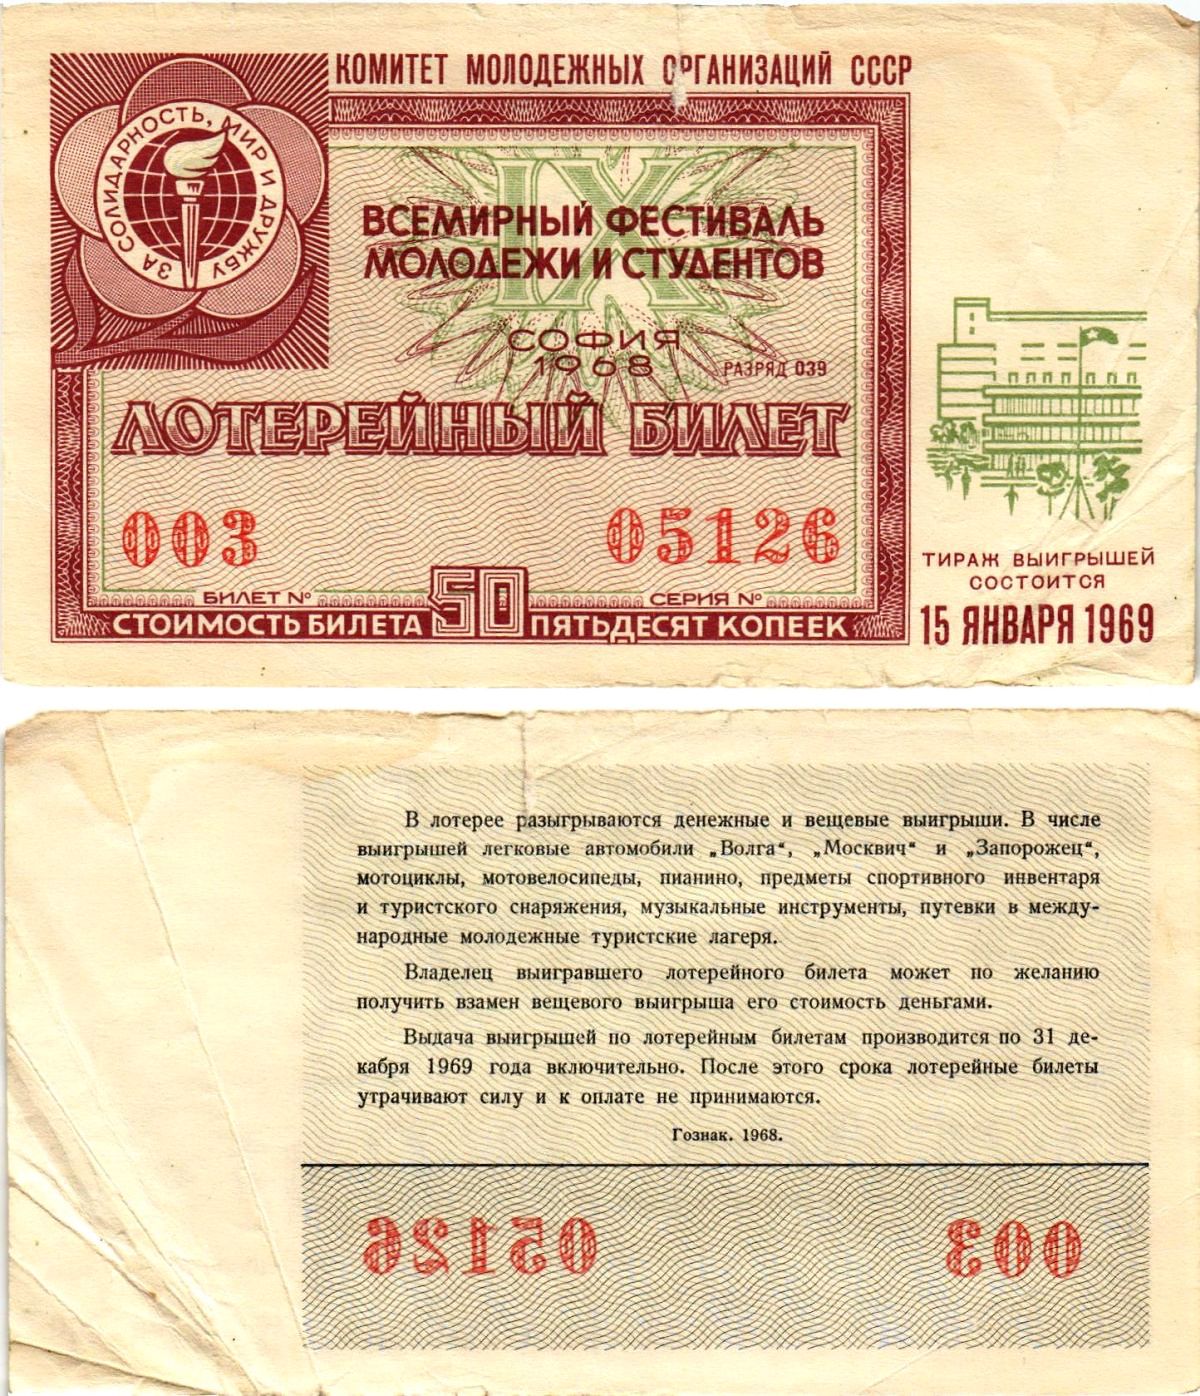 КОМИТЕТ МОЛОДЕЖНЫХ ОРГАНИЗАЦИЙ СССР
ЗА СОЛИДАРНОСТЬ, МИР И ДРУЖБУ
IX
ВСЕМИРНЫЙ ФЕСТИВАЛЬ
МОЛОДЕЖИ И СТУДЕНТОВ
СОФИЯ
1968
РАЗРЯД 039
ЛОТЕРЕЙНЫЙ БИЛЕТ
003 05126
БИЛЕТ № СЕРИЯ №
СТОИМОСТЬ БИЛЕТА 50 ПЯТЬДЕСЯТ КОПЕЕК
ТИРАЖ ВЫИГРЫШЕЙ
СОСТОИТСЯ
15 ЯНВАРЯ 1969
В лотерее разыгрываются денежные и вещевые выигрыши. В числе
выигрышей легковые автомобили „Волга“, „Москвич“ и „Запорожец“,
мотоциклы, мотовелосипеды, пианино, предметы спортивного инвентаря
и туристского снаряжения, музыкальные инструменты, путевки в между-
народные молодежные туристские лагеря.
Владелец выигравшего лотерейного билета может по желанию
получить взамен вещевого выигрыша его стоимость деньгами.
Выдача выигрышей по лотерейным билетам производится по 31 де-
кабря 1969 года включительно. После этого срока лотерейные билеты
утрачивают силу и к оплате не принимаются.
Гознак. 1968.
05126 003